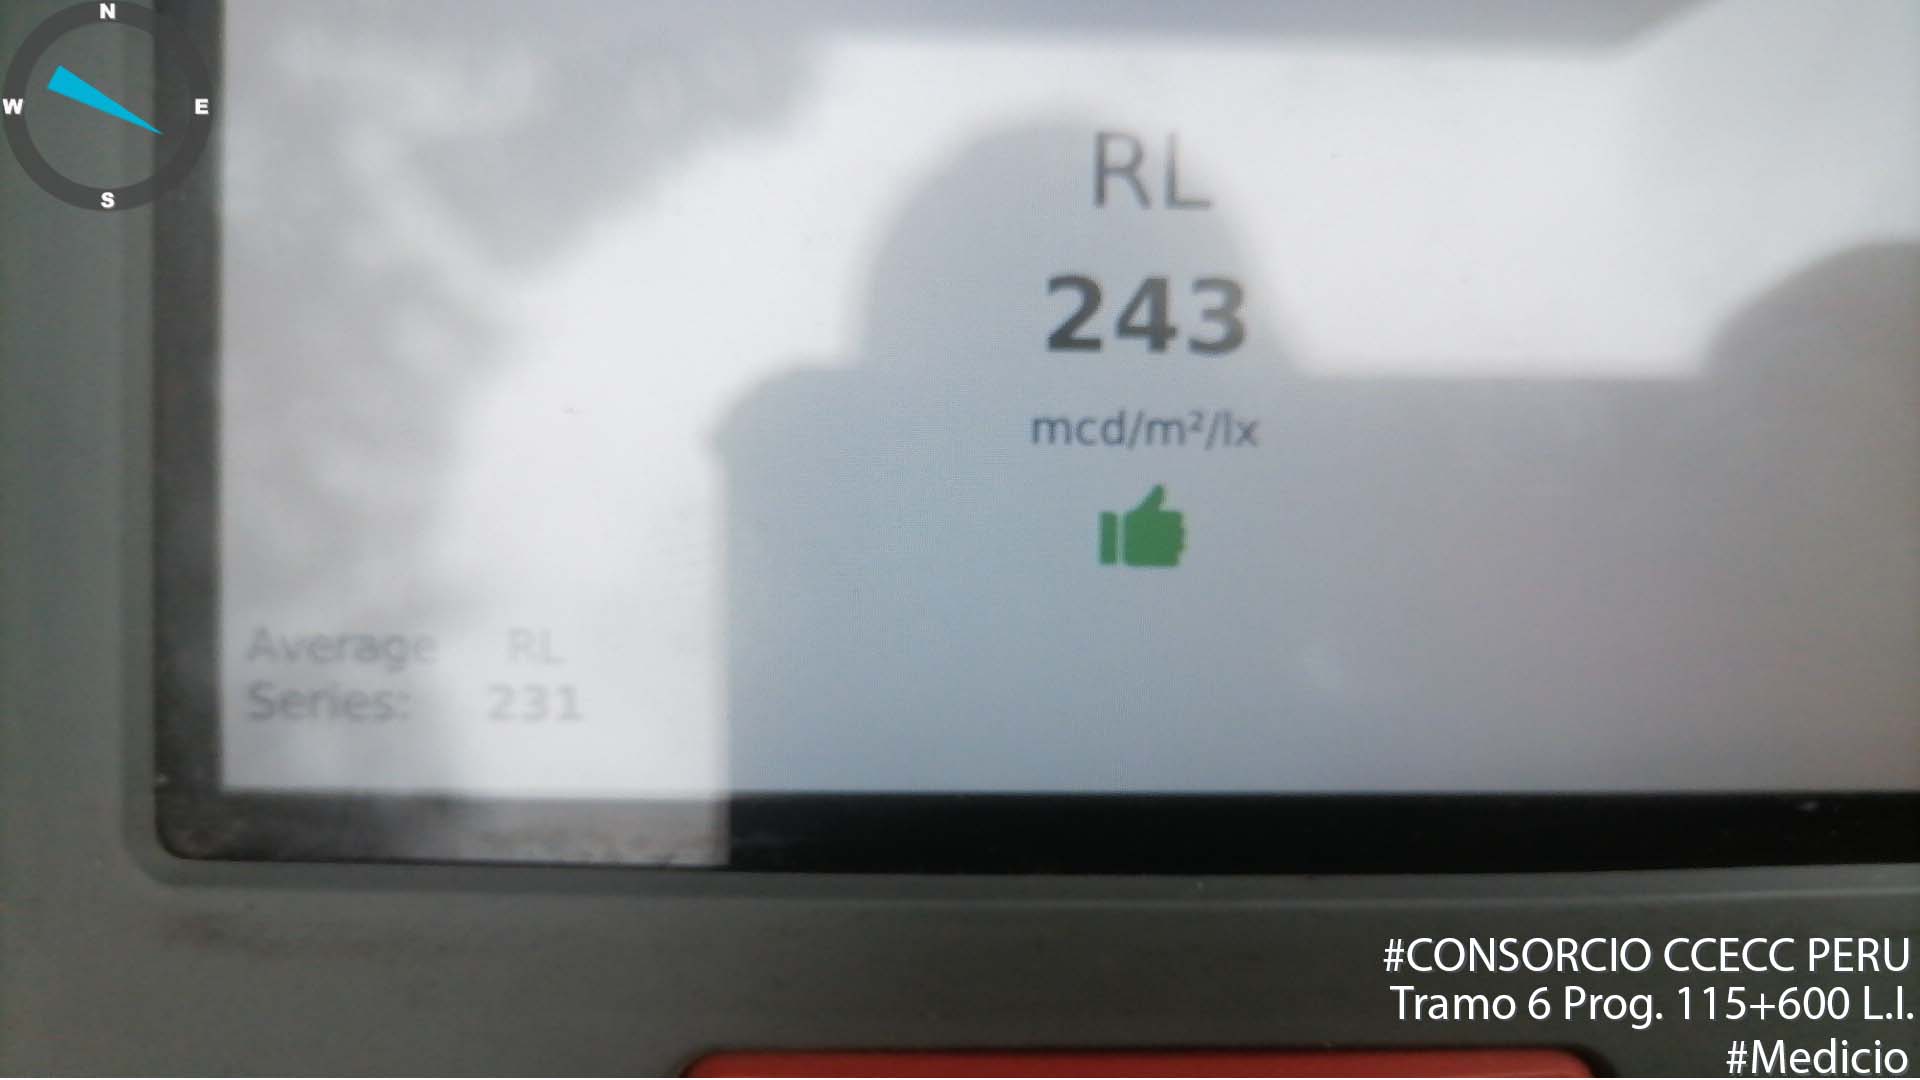 N
W E
S
RL
243
mcd/m²/lx
Average RL
Series: 231
#CONSORCIO CCECC PERU
Tramo 6 Prog. 115+600 L.I.
#Medicio